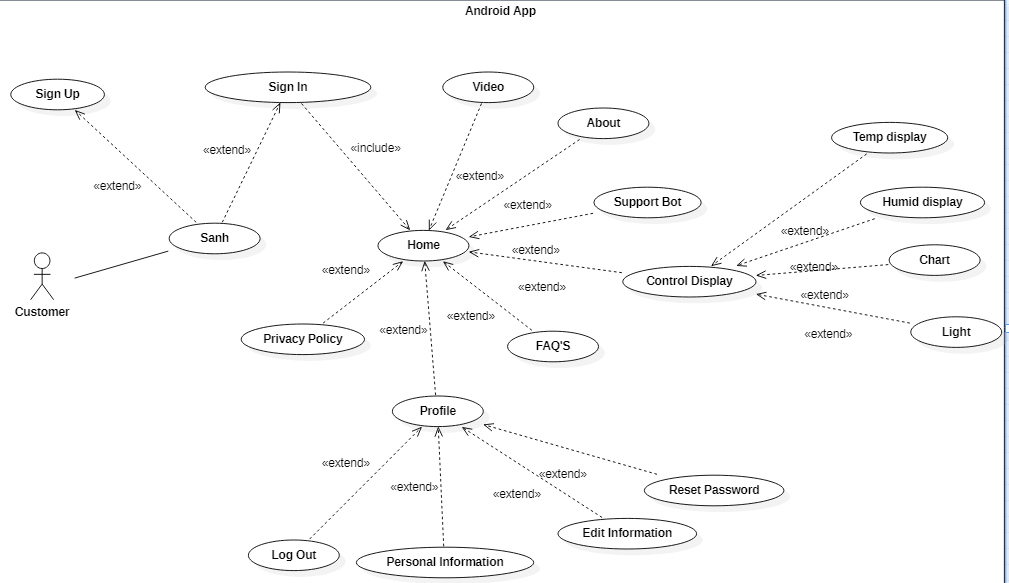 Android App
Sign Up
Sign In
Video
About
Temp display
«extend»
«include»
«extend»
«extend»
Support Bot
Humid display
«extend»
«extend»
Sanh
Home
«extend»
Chart
«extend»
«extend»
Control Display
«extend»
«extend»
Customer
«extend»
«extend»
Light
«extend»
Privacy Policy
FAQ'S
Profile
«extend»
«extend»
«extend»
«extend»
Reset Password
Edit Information
Log Out
Personal Information